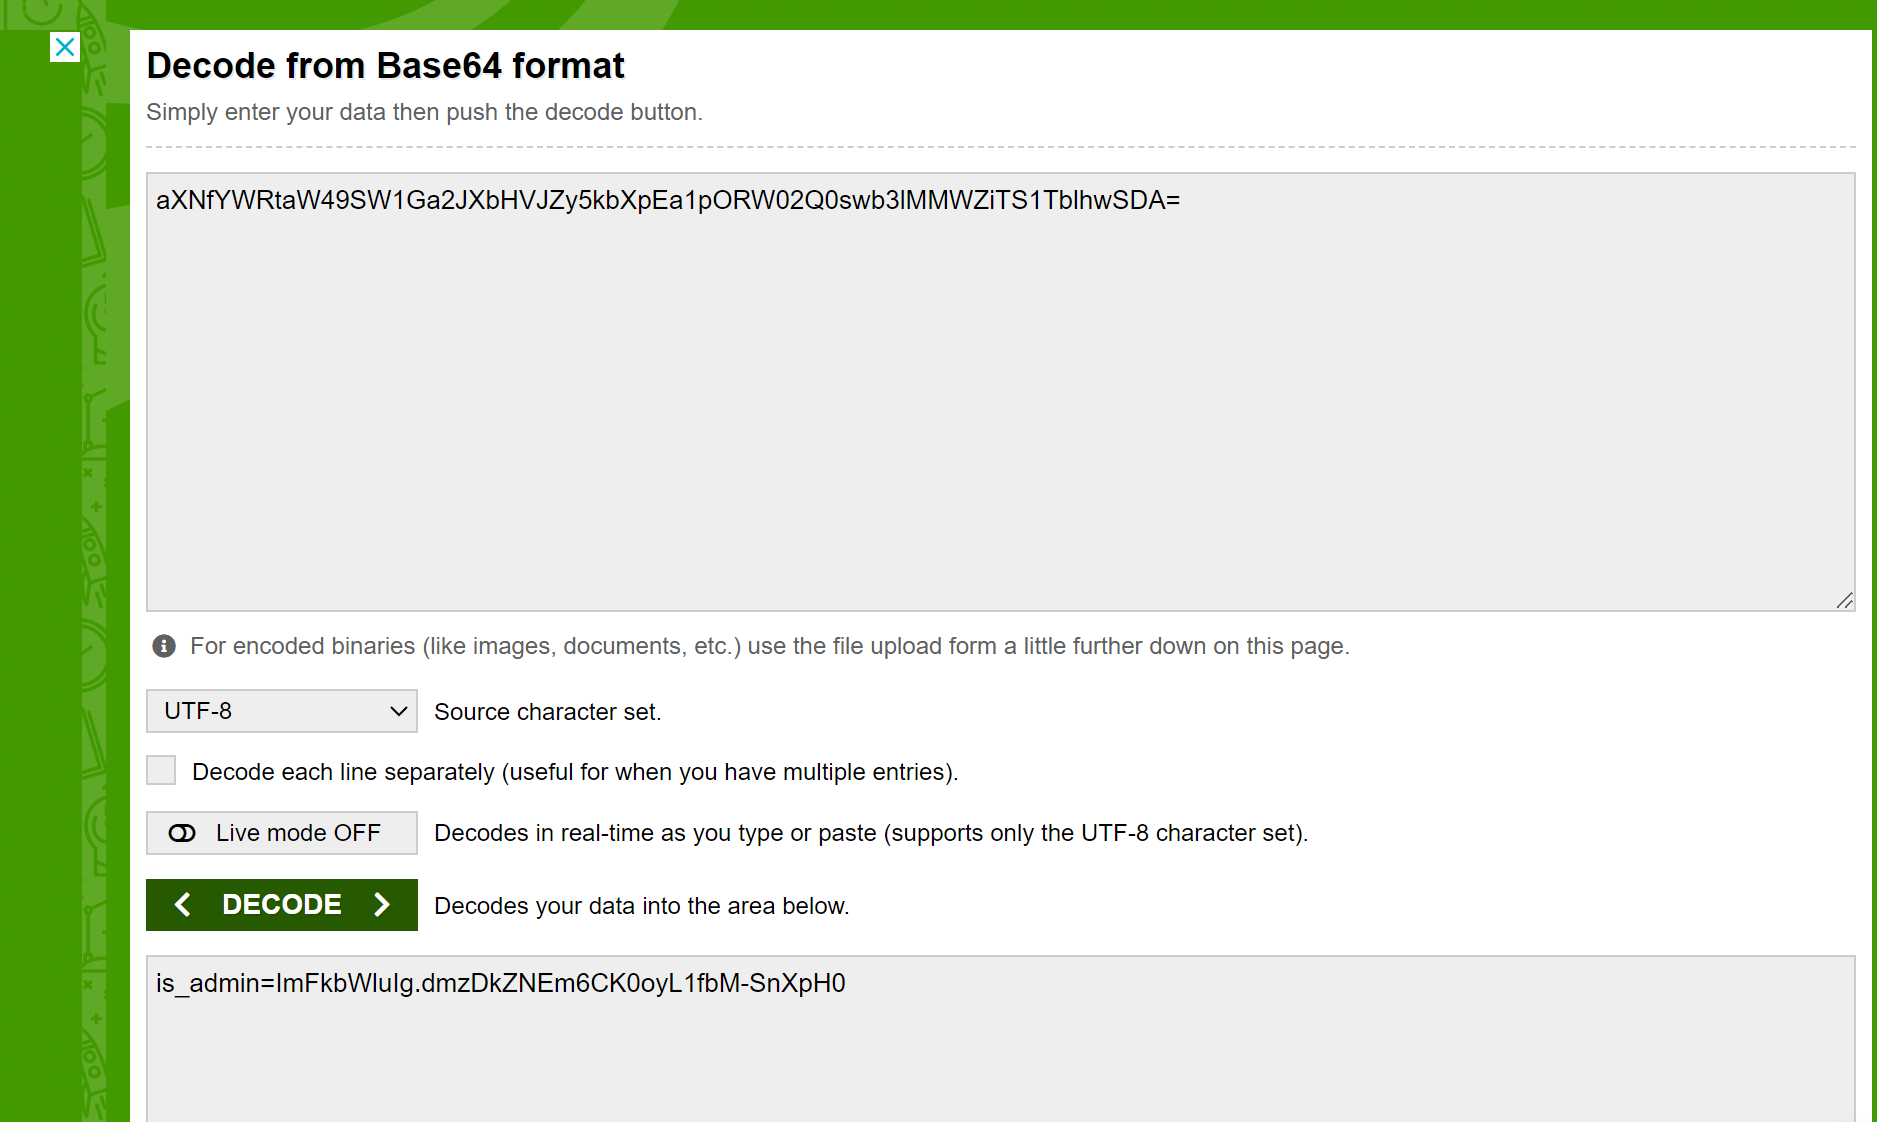 Decode from Base64 format
Simply enter your data then push the decode button.
aXNfYWRtaW49SW1Ga2JXbHVJZy5kbXpEa1pORW02Q0swb3lMMWZiTS1TblhwSDA=
For encoded binaries (like images, documents, etc.) use the file upload form a little further down on this page.
UTF-8 Source character set.
Decode each line separately (useful for when you have multiple entries).
Live mode OFF Decodes in real-time as you type or paste (supports only the UTF-8 character set).
< DECODE > Decodes your data into the area below.
is_admin=ImFkbWluIg.dmzDkZNEm6CK0oyL1fbM-SnXpH0